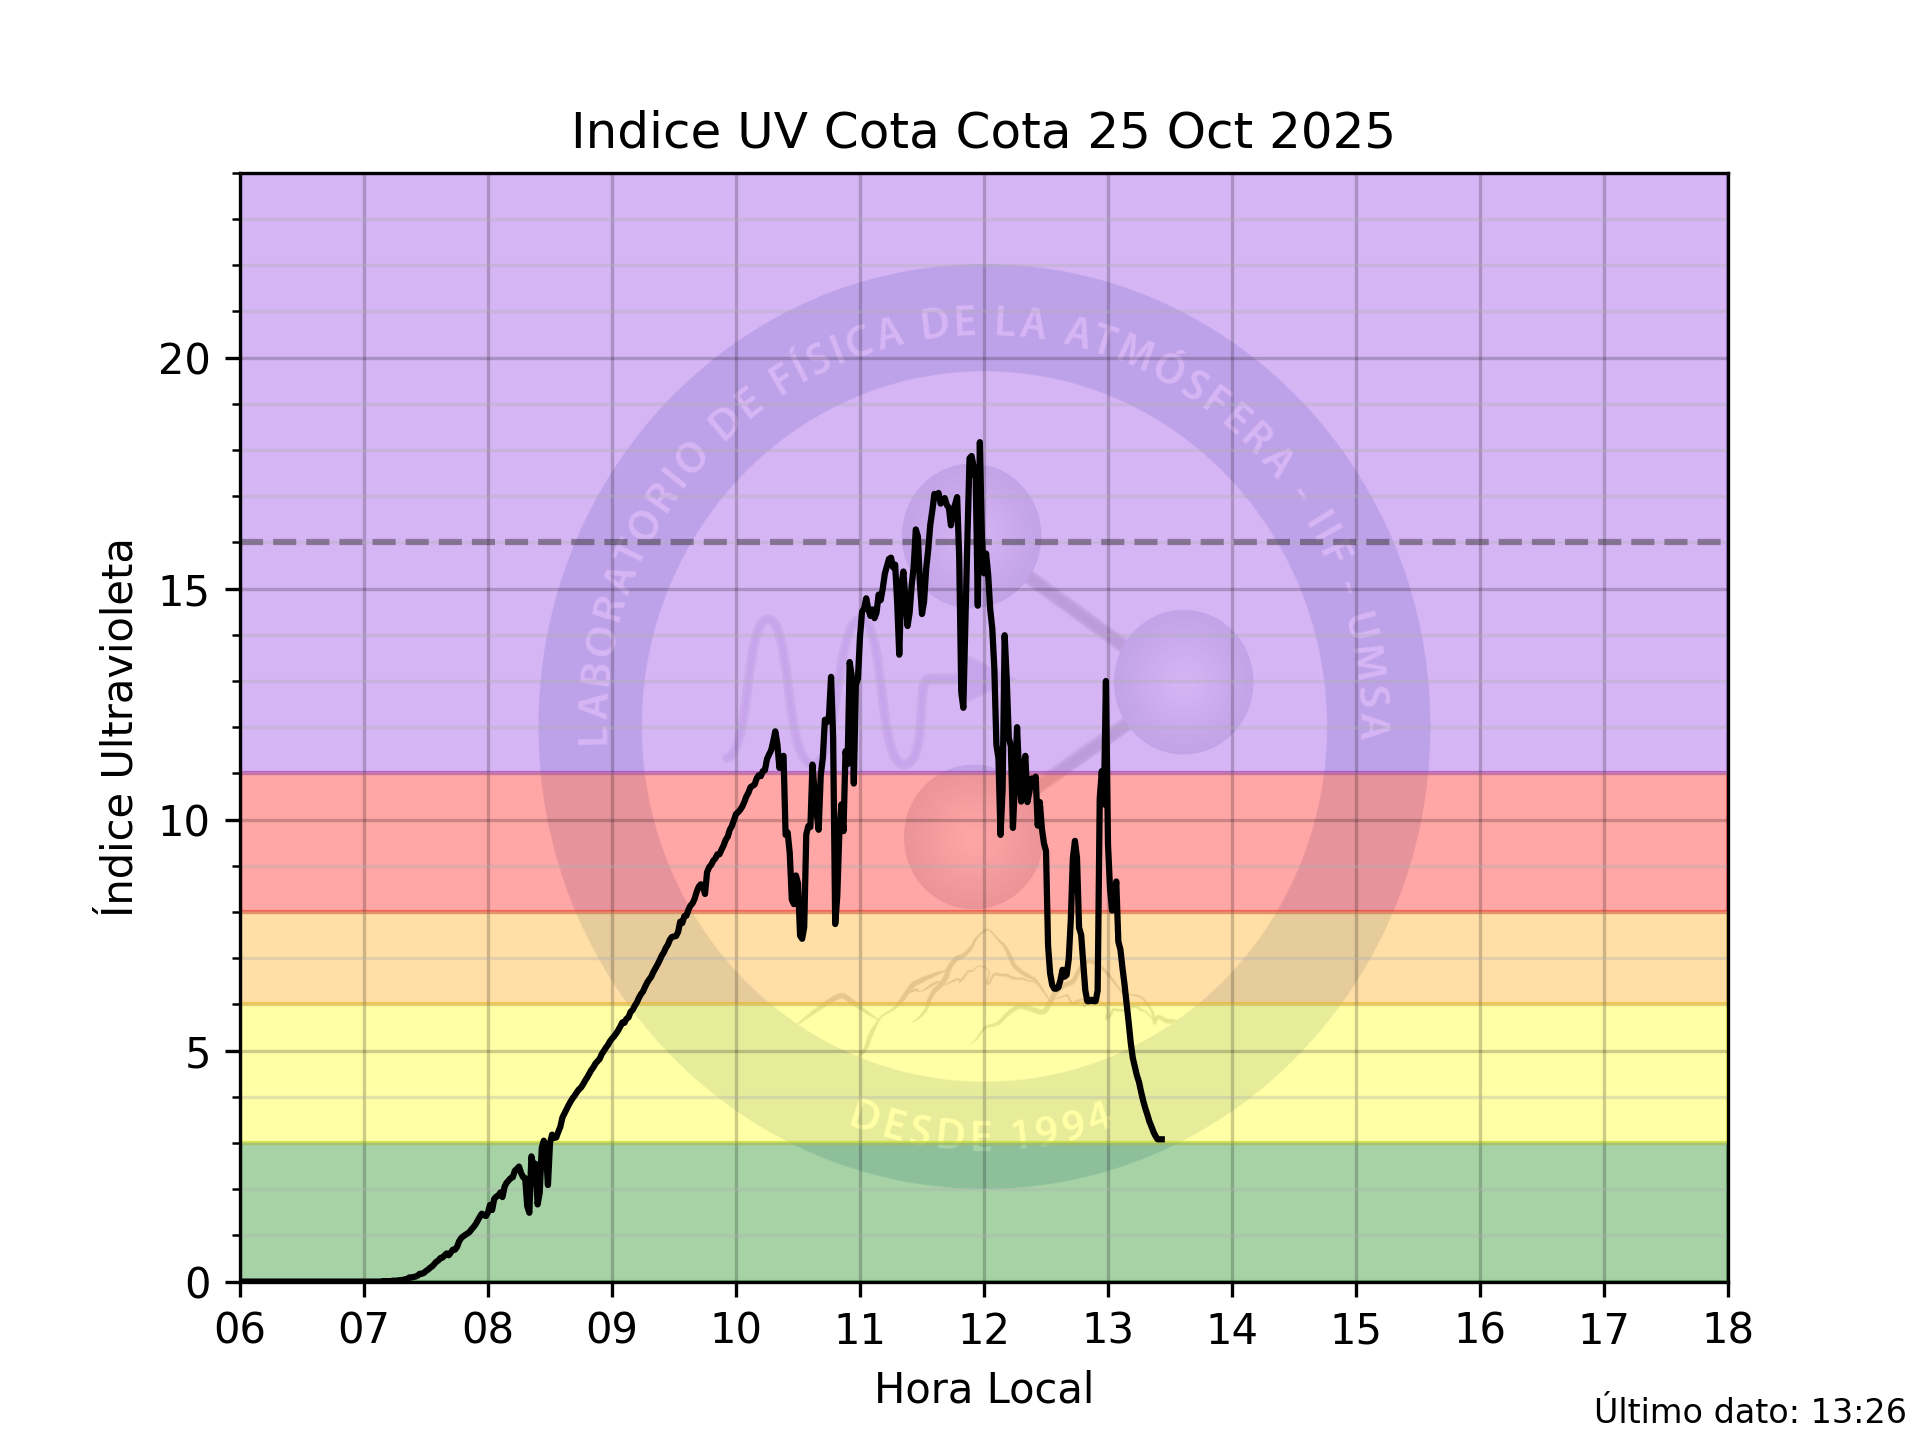 Indice UV Cota Cota 25 Oct 2025
LABORATORIO DE FÍSICA DE LA ATMÓSFERA - IIF - UMSA
DESDE 1994
Índice Ultravioleta
20
15
10
5
0
06 07 08 09 10 11 12 13 14 15 16 17 18
Hora Local
Último dato: 13:26